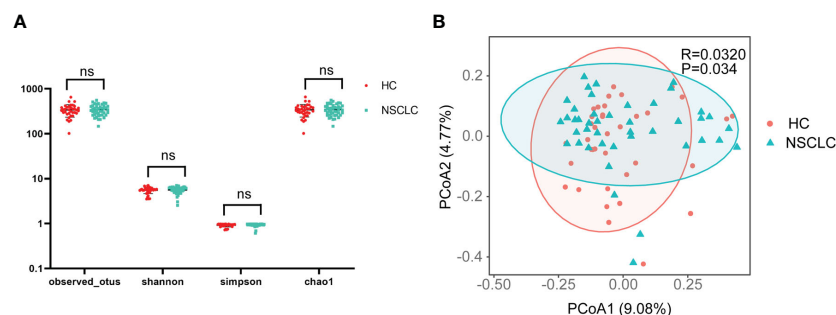 A
ns
ns
ns
ns
HC
NSCLC
1000
100
10
1
0.1
observed_otus shannon simpson chao1
B
R=0.0320
P=0.034
0.2
0.0
-0.2
-0.4
PCoA2 (4.77%)
-0.50 -0.25 0.00 0.25
PCoA1 (9.08%)
HC
NSCLC